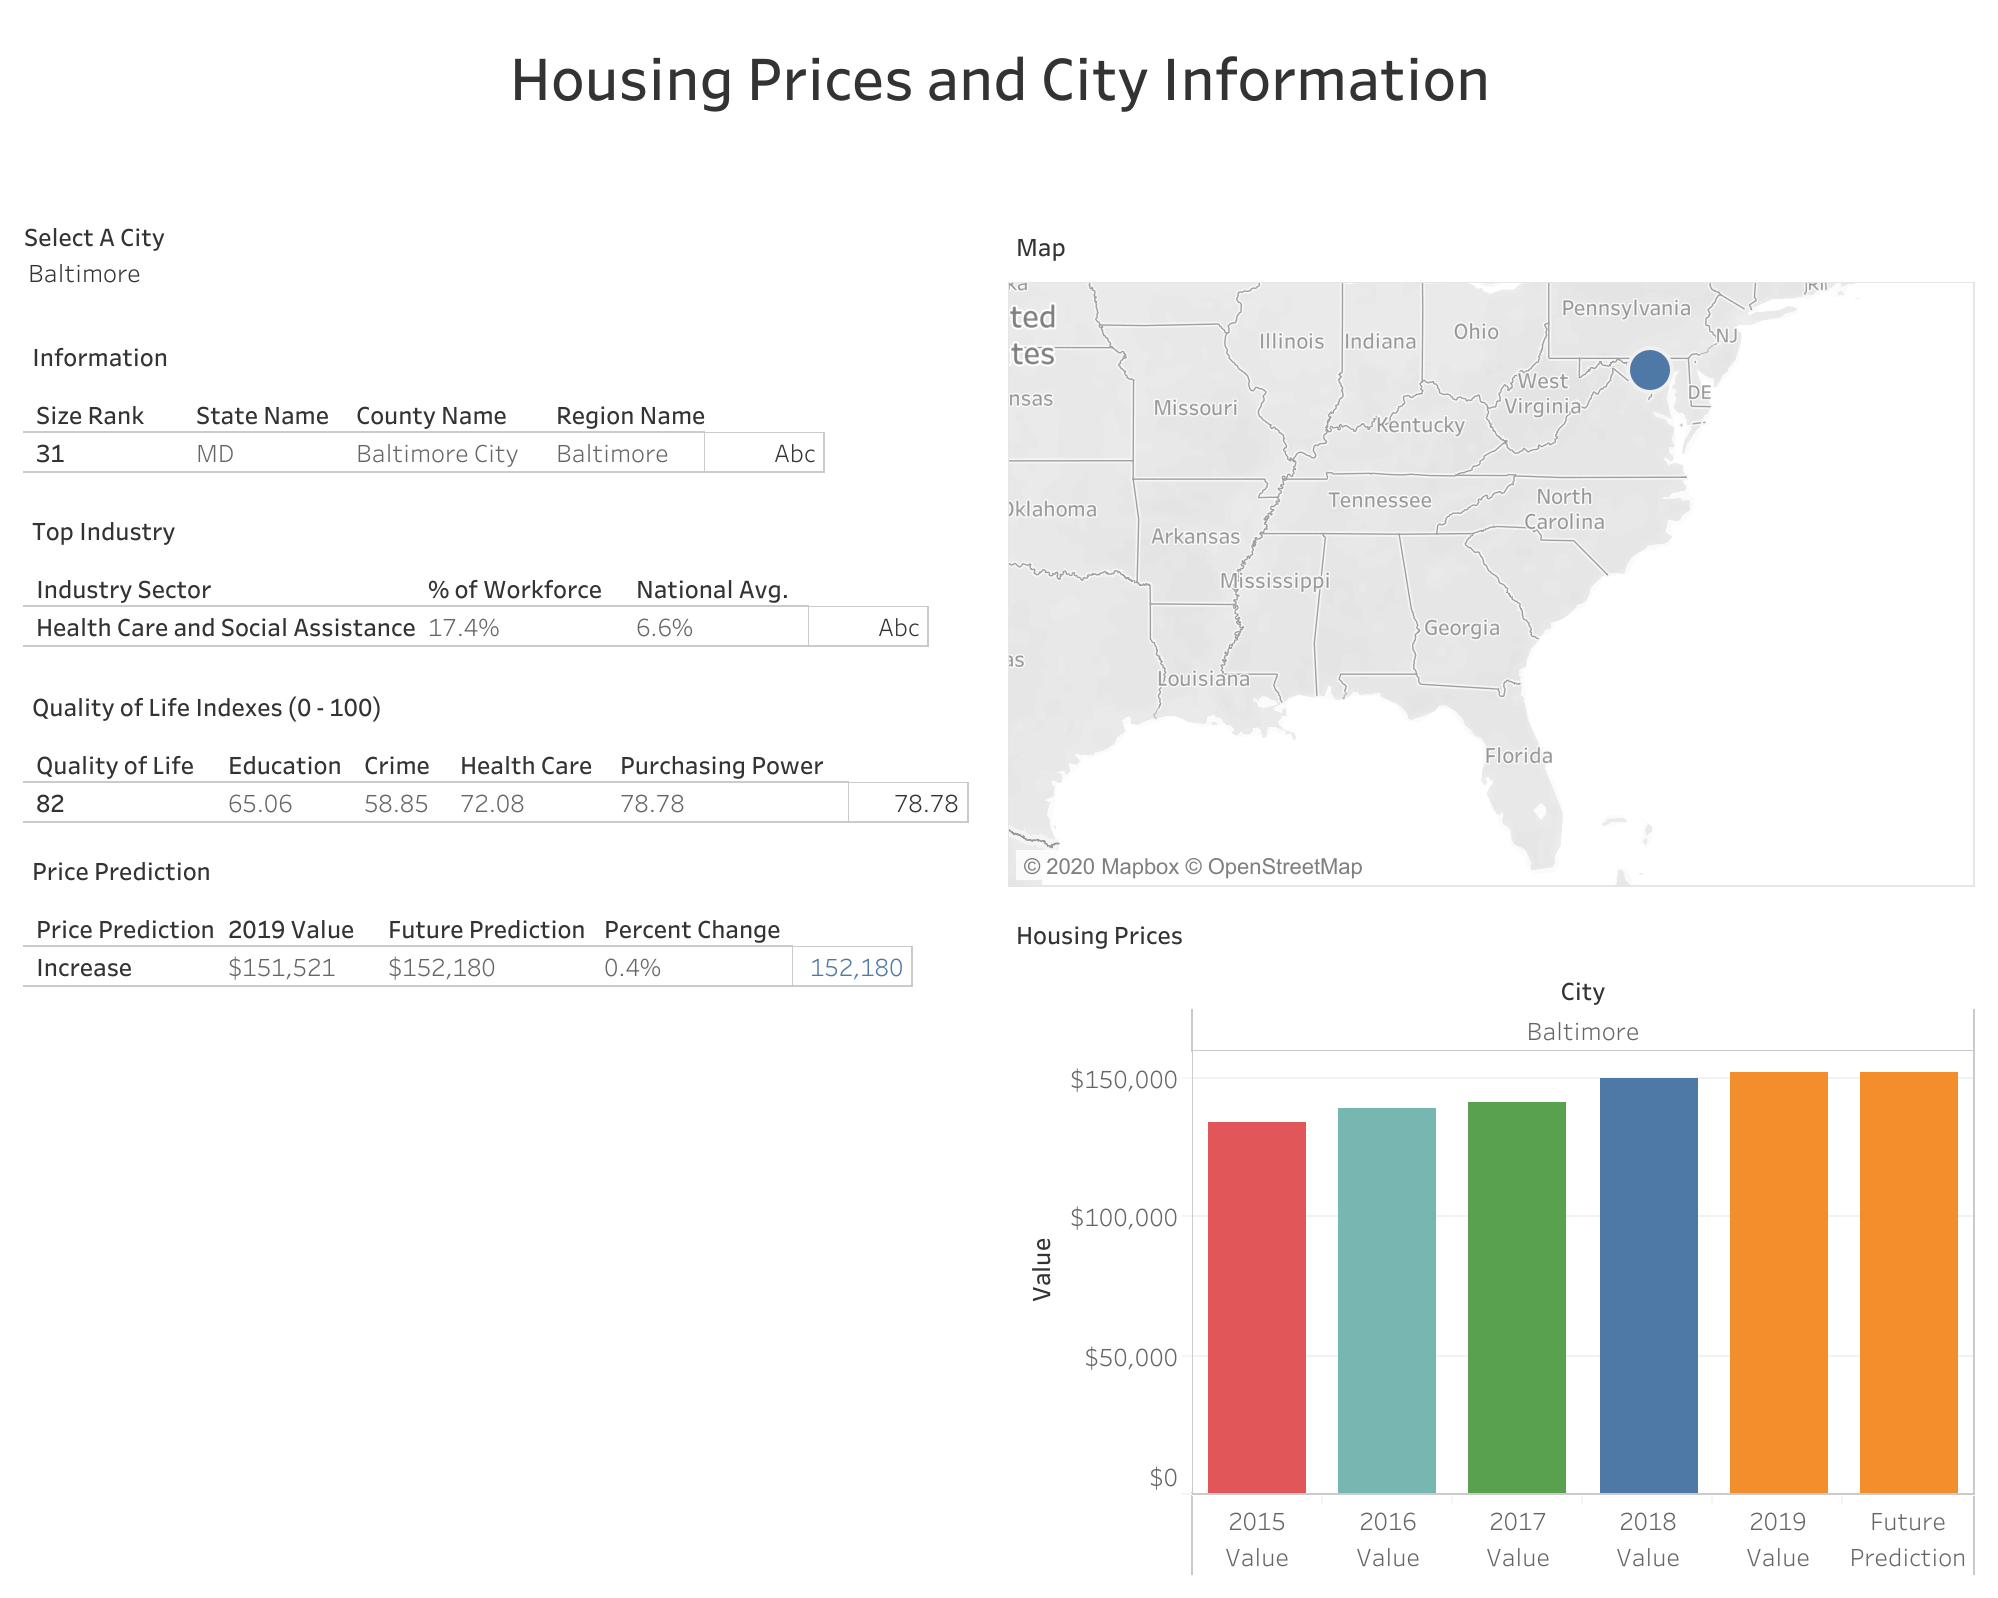 Housing Prices and City Information
Select A City
Baltimore
Information
Size Rank State Name County Name Region Name
31 MD Baltimore City Baltimore Abc
Top Industry
Industry Sector % of Workforce National Avg.
Health Care and Social Assistance 17.4% 6.6% Abc
Quality of Life Indexes (0 - 100)
Quality of Life Education Crime Health Care Purchasing Power
82 65.06 58.85 72.08 78.78 78.78
Price Prediction
Price Prediction 2019 Value Future Prediction Percent Change
Increase $151,521 $152,180 0.4% 152,180
Map
ted
tes
Pennsylvania
Illinois Indiana Ohio NJ
nsas Missouri Kentucky West
Virginia DE
Oklahoma Arkansas Tennessee North
Carolina
Mississippi
as Louisiana Georgia
Florida
© 2020 Mapbox © OpenStreetMap
Housing Prices
City
Baltimore
Value
$150,000
$100,000
$50,000
$0
2015
Value
2016
Value
2017
Value
2018
Value
2019
Value
Future
Prediction